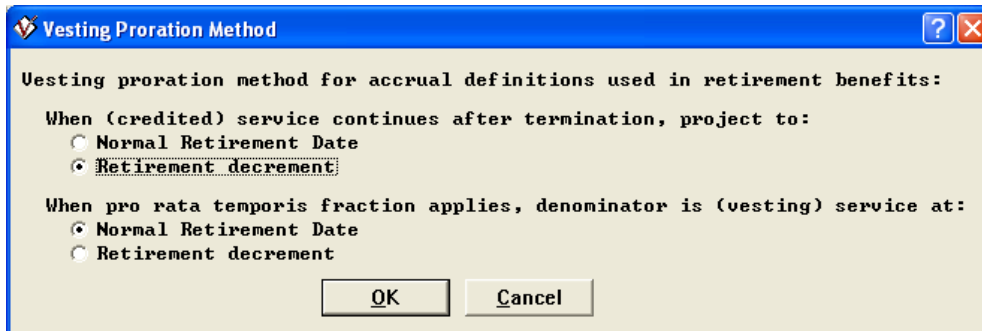 Vesting Proration Method
Vesting proration method for accrual definitions used in retirement benefits:
When (credited) service continues after termination, project to:
Normal Retirement Date
Retirement decrement
When pro rata temporis fraction applies, denominator is (vesting) service at:
Normal Retirement Date
Retirement decrement
OK Cancel